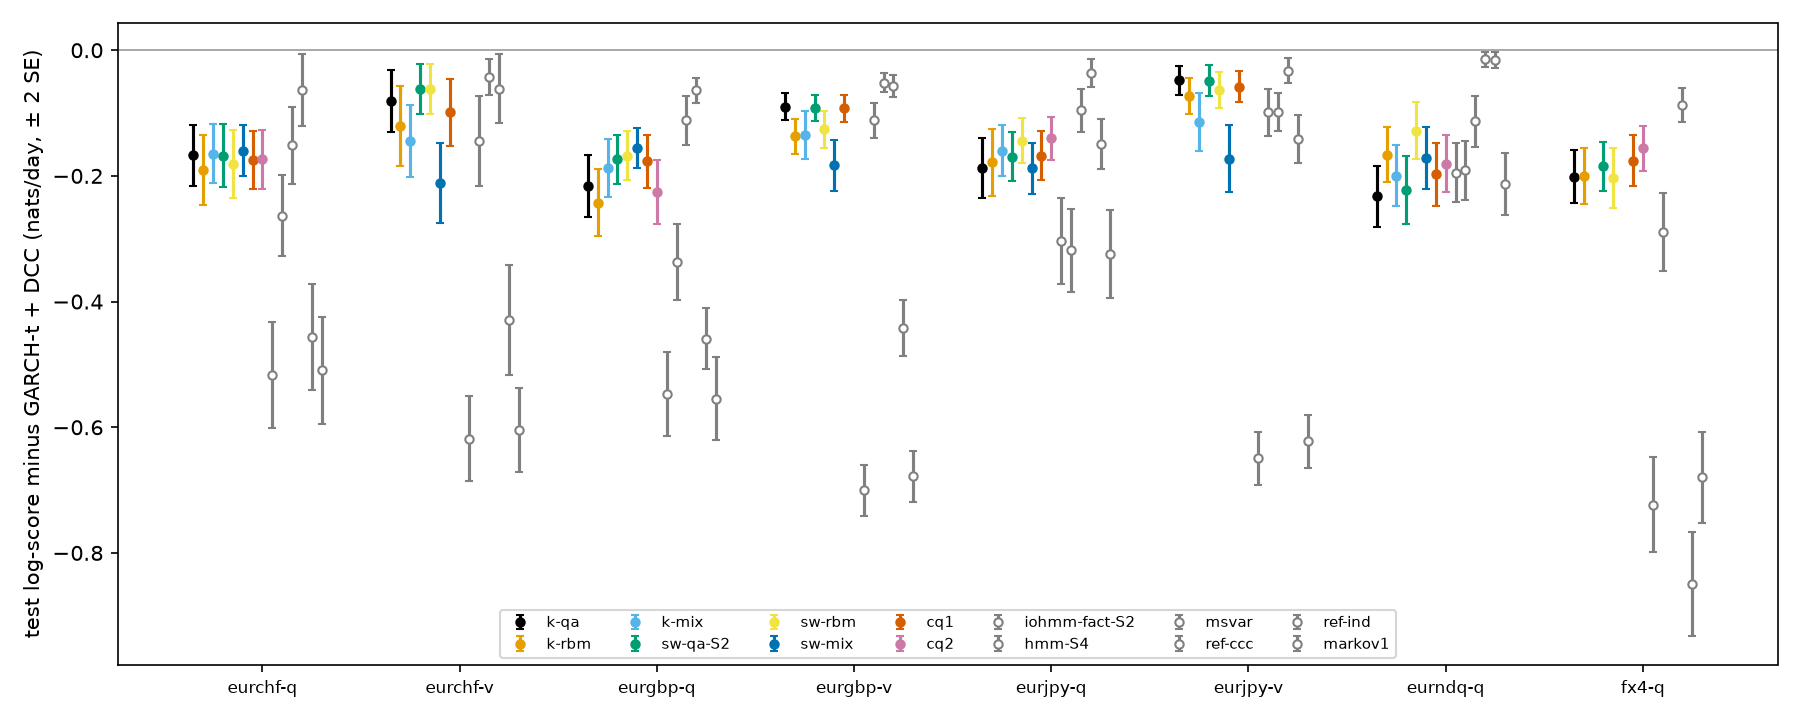 test log-score minus GARCH-t + DCC (nats/day, ± 2 SE)
0.0
−0.2
−0.4
−0.6
−0.8
k-qa k-mix sw-rbm cq1 iohmm-fact-S2 msvar ref-ind
k-rbm sw-qa-S2 sw-mix cq2 hmm-S4 ref-ccc markov1
eurchf-q eurchf-v eurgbp-q eurgbp-v eurjpy-q eurjpy-v eurndq-q fx4-q